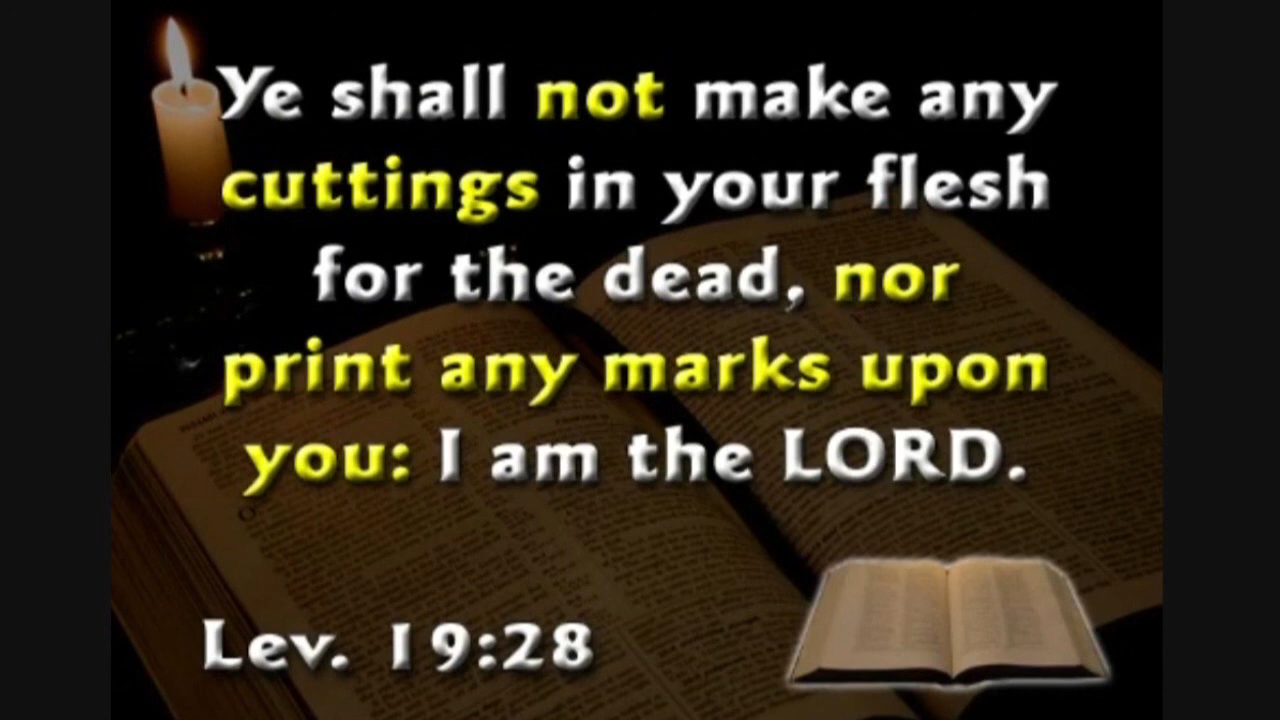 Ye shall not make any
cuttings in your flesh
for the dead, nor
print any marks upon
you: I am the LORD.
Lev. 19:28